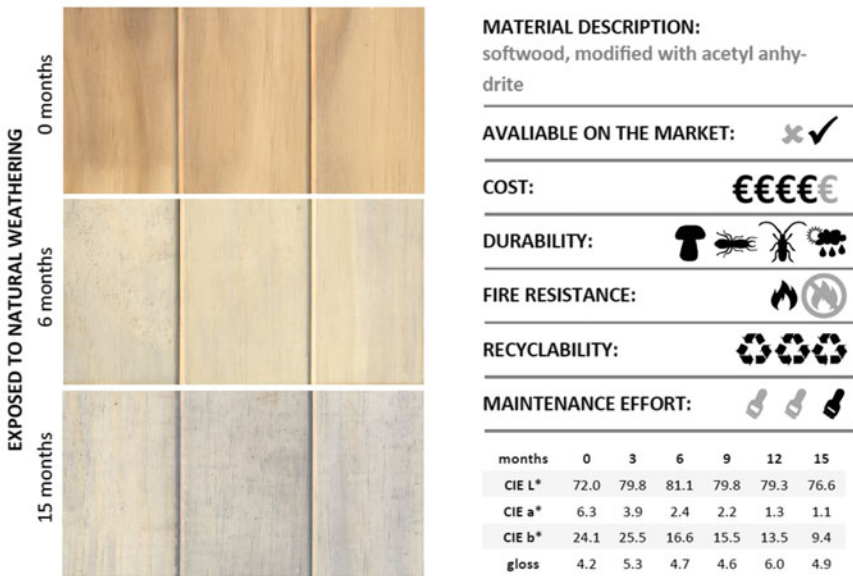 EXPOSED TO NATURAL WEATHERING
0 months
6 months
15 months
MATERIAL DESCRIPTION:
softwood, modified with acetyl anhy-
drite
AVALIABLE ON THE MARKET:
COST: €€€€€
DURABILITY:
FIRE RESISTANCE:
RECYCLABILITY:
MAINTENANCE EFFORT:
months 0 3 6 9 12 15
CIE L* 72.0 79.8 81.1 79.8 79.3 76.6
CIE a* 6.3 3.9 2.4 2.2 1.3 1.1
CIE b* 24.1 25.5 16.6 15.5 13.5 9.4
gloss 4.2 5.3 4.7 4.6 6.0 4.9